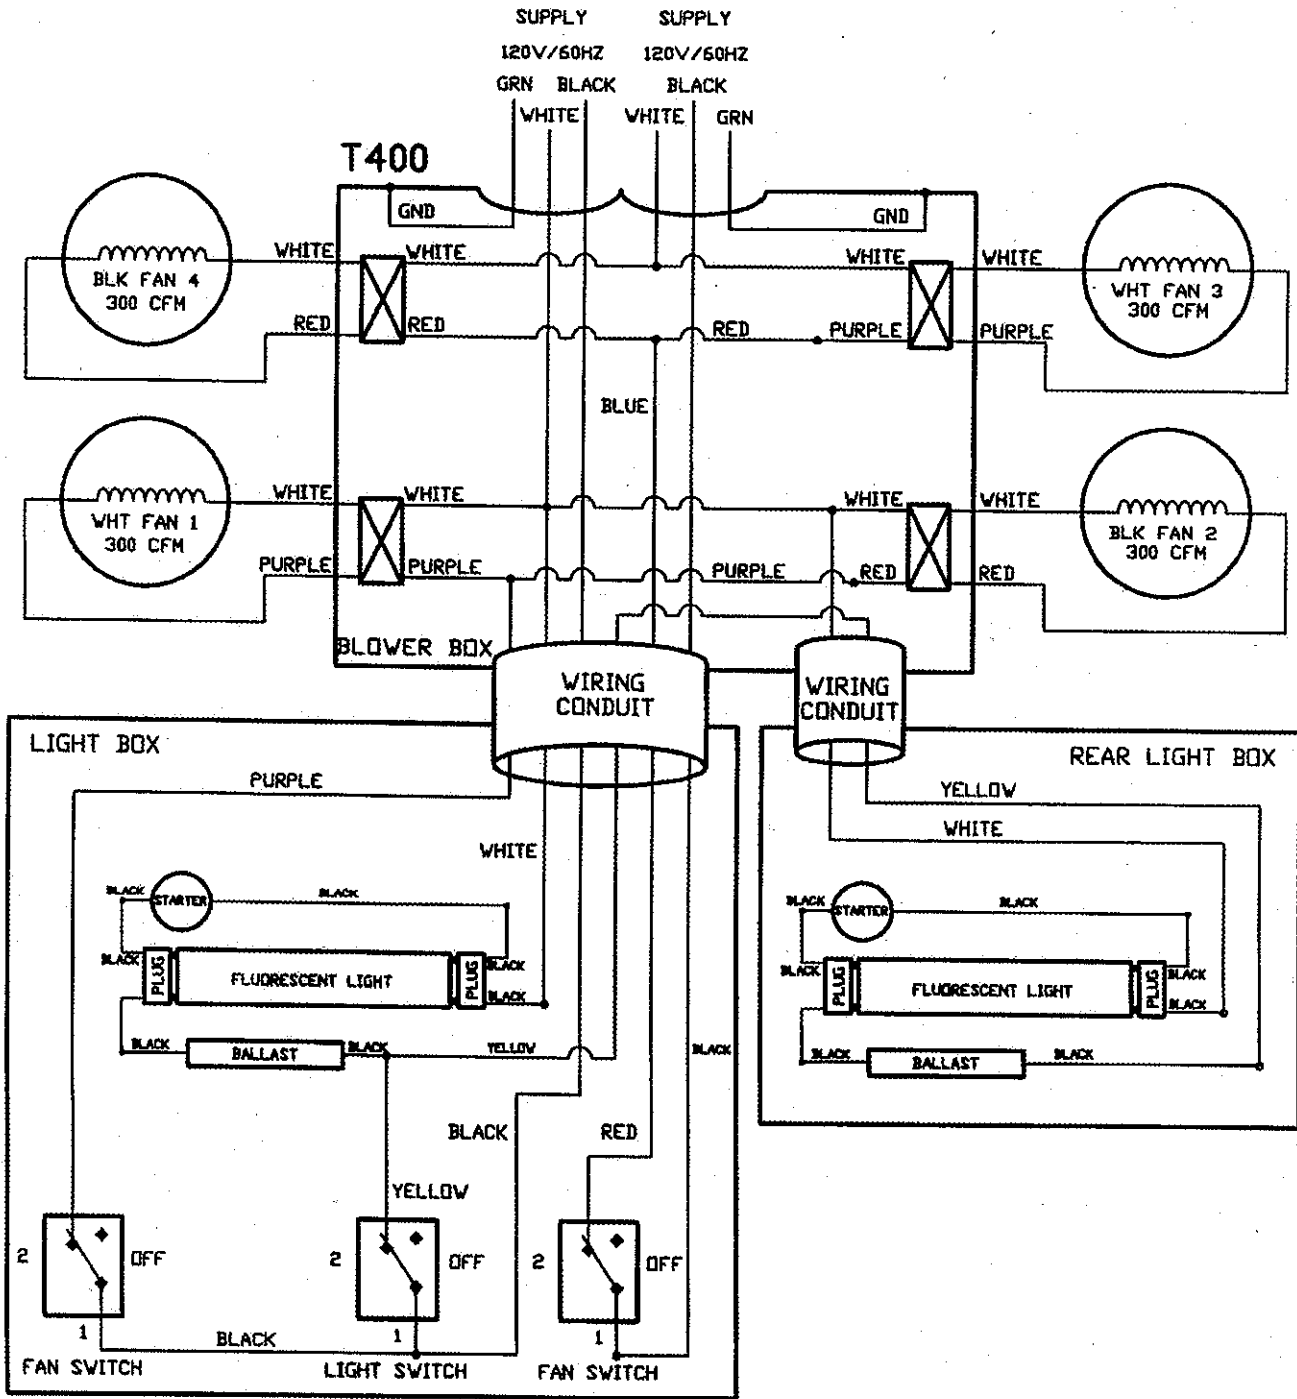 SUPPLY SUPPLY
120V/60HZ 120V/60HZ
GRN BLACK BLACK
WHITE WHITE GRN
T400
GND GND
WHITE WHITE WHITE WHITE
BLK FAN 4
300 CFM
WHT FAN 3
300 CFM
RED RED RED PURPLE PURPLE
BLUE
WHITE WHITE WHITE WHITE
WHT FAN 1
300 CFM
BLK FAN 2
300 CFM
PURPLE PURPLE PURPLE RED RED
BLOWER BOX
WIRING
CONDUIT
WIRING
CONDUIT
LIGHT BOX
REAR LIGHT BOX
PURPLE
YELLOW
WHITE
WHITE
BLACK STARTER BLACK
BLACK PLUG FLUORESCENT LIGHT PLUG BLACK
BLACK
BLACK BALLAST BLACK YELLOW
BLACK
BLACK STARTER BLACK
BLACK PLUG FLUORESCENT LIGHT PLUG BLACK
BLACK
BLACK BALLAST BLACK
BLACK RED
YELLOW
2 OFF 2 OFF 2 OFF
1 BLACK 1 1
FAN SWITCH LIGHT SWITCH FAN SWITCH